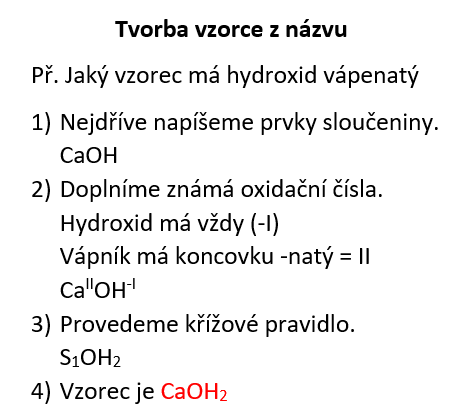 Tvorba vzorce z názvu
Př. Jaký vzorec má hydroxid vápenatý
1) Nejdříve napíšeme prvky sloučeniny.
CaOH
2) Doplníme známá oxidační čísla.
Hydroxid má vždy (-I)
Vápník má koncovku -natý = II
Ca^II OH^-I
3) Provedeme křížové pravidlo.
S₁OH₂
4) Vzorec je CaOH₂